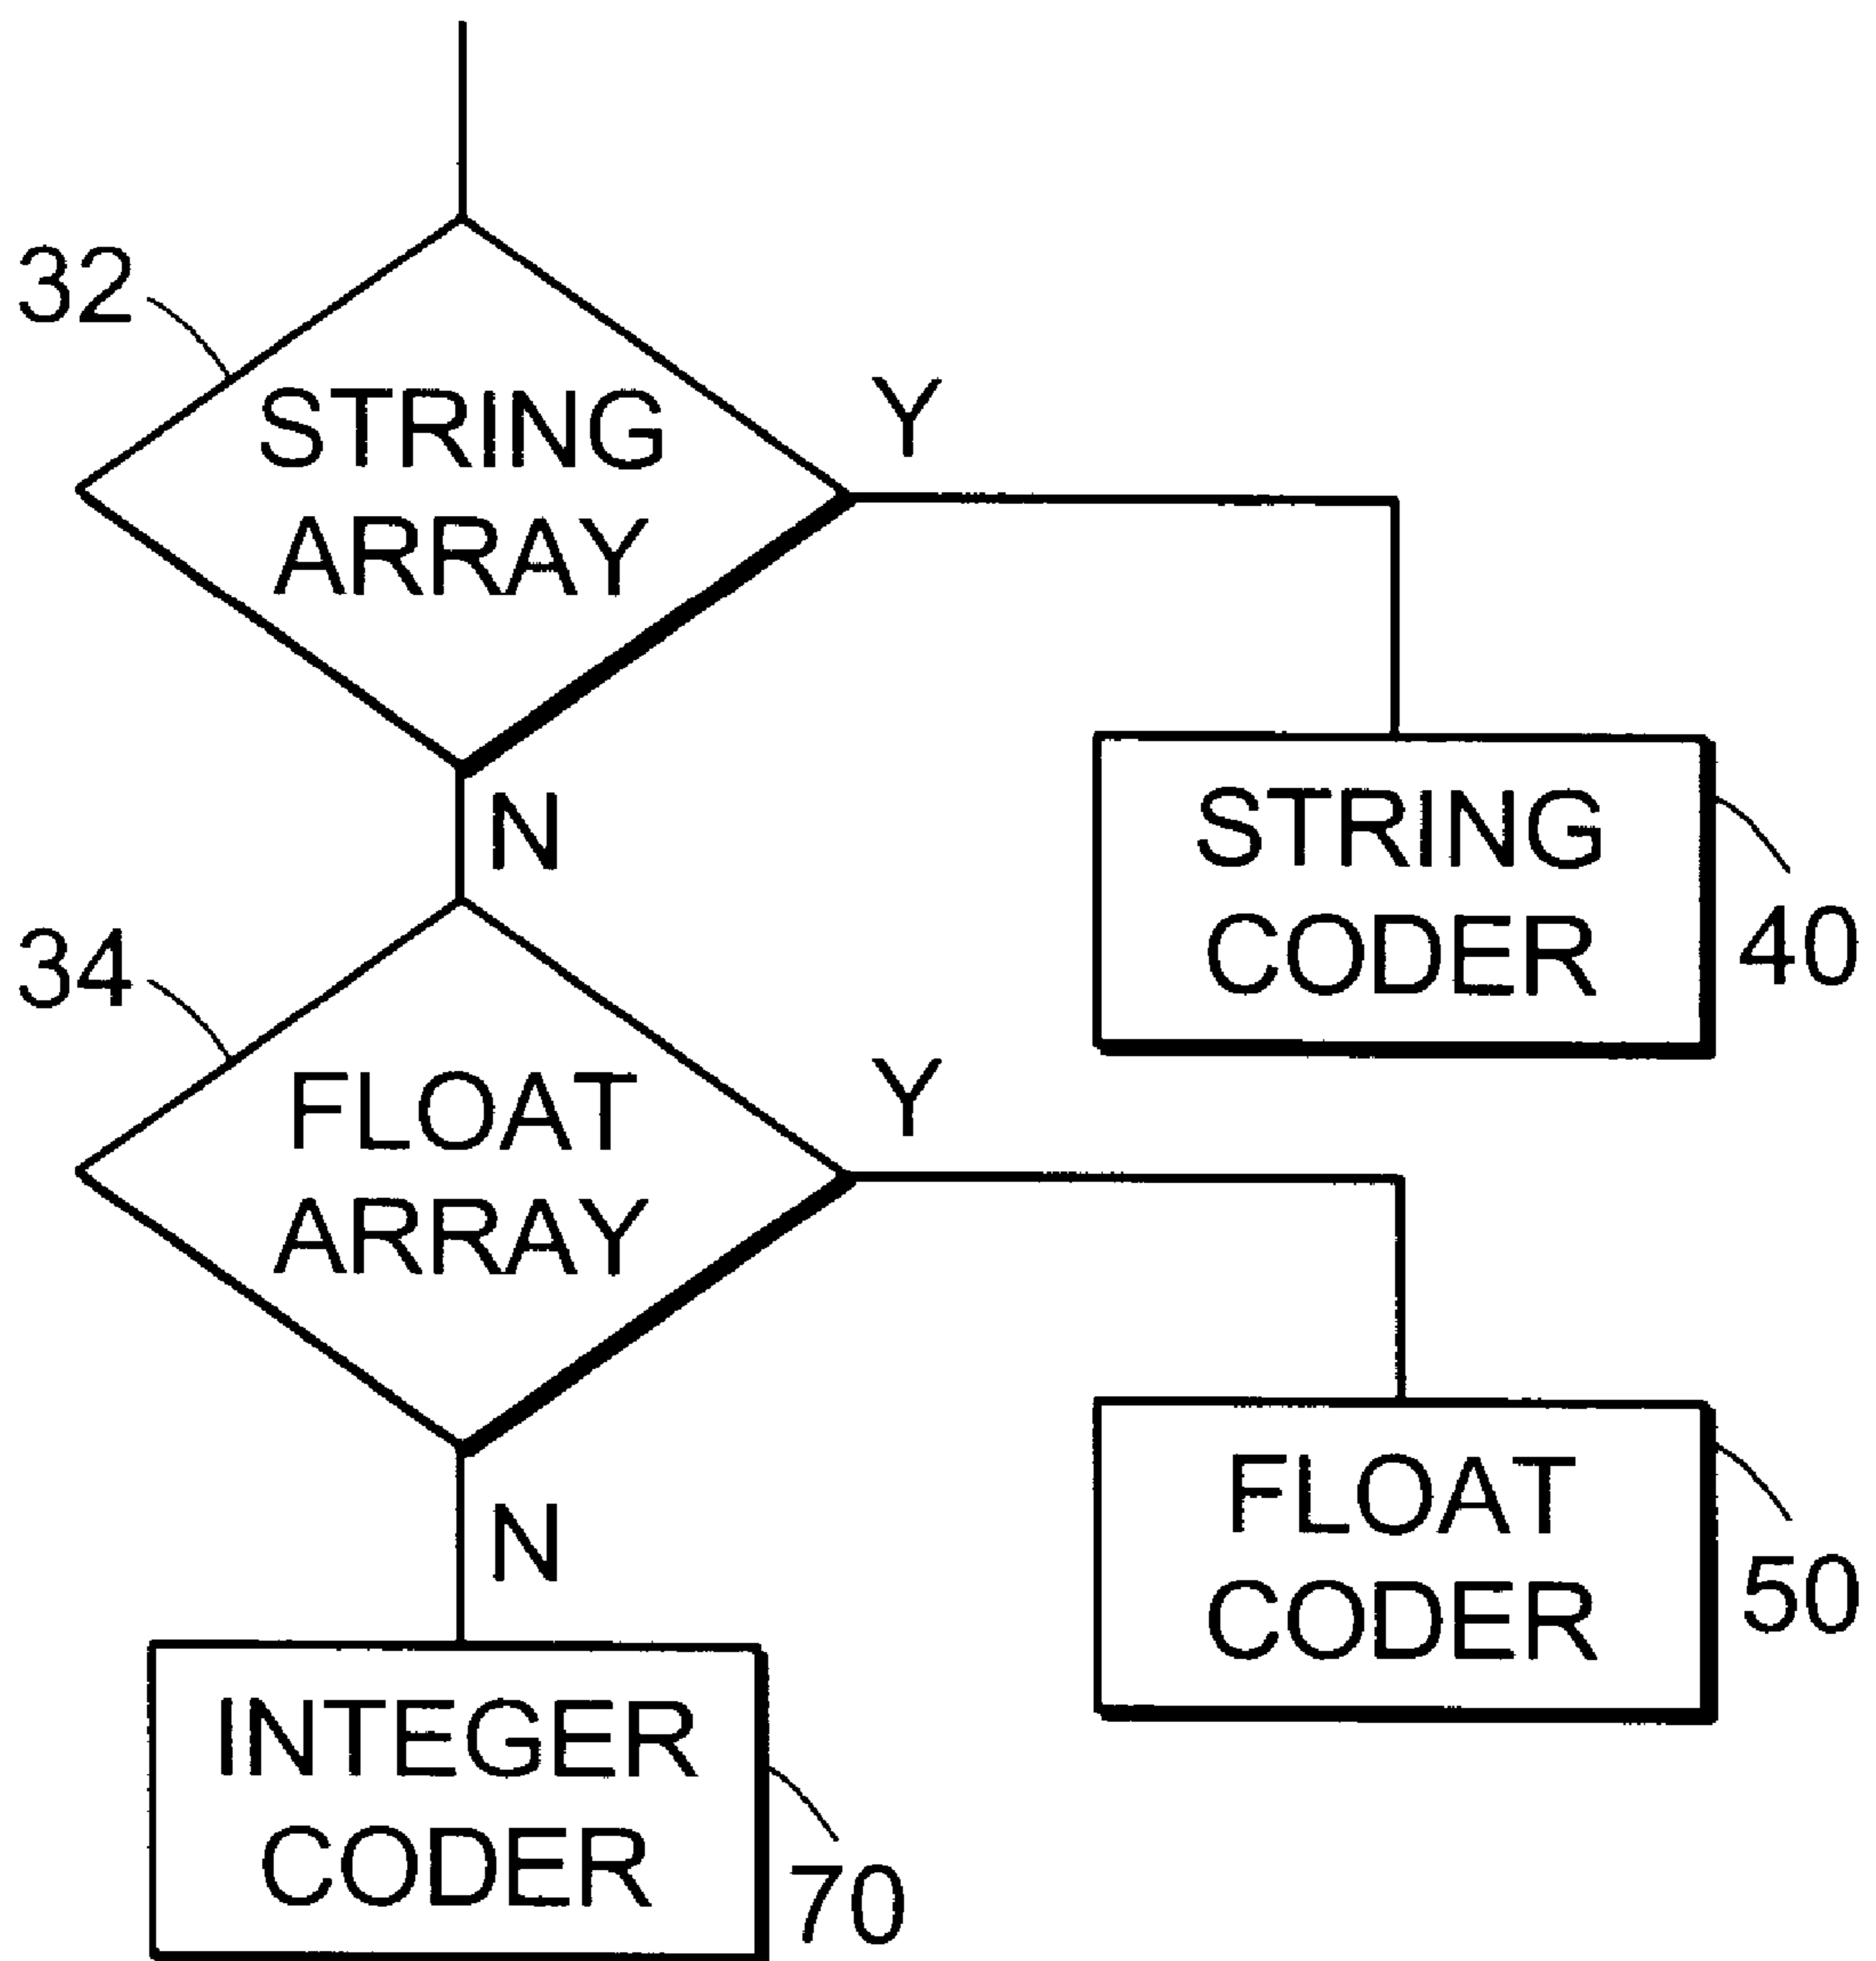 32
STRING
ARRAY
Y
N
STRING
CODER
40
34
FLOAT
ARRAY
Y
N
FLOAT
CODER
50
INTEGER
CODER
70